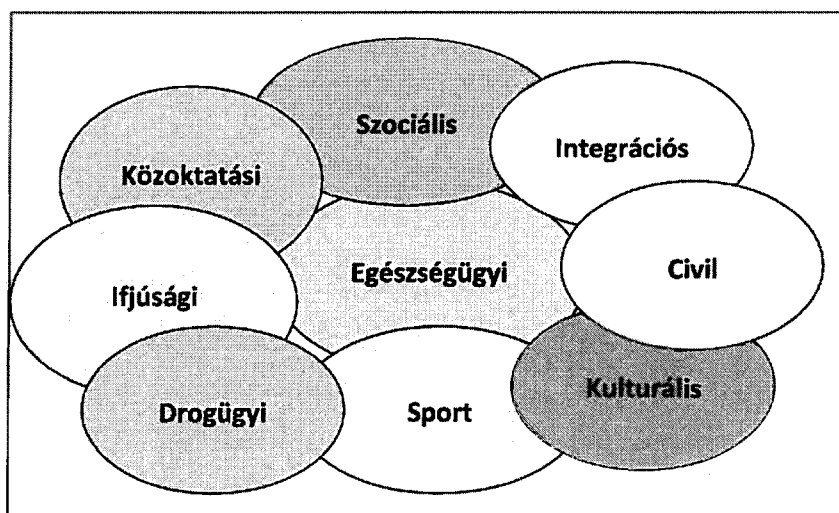 Szociális
Integrációs
Közoktatási
Egészségügyi
Civil
Ifjúsági
Kulturális
Drogügyi
Sport